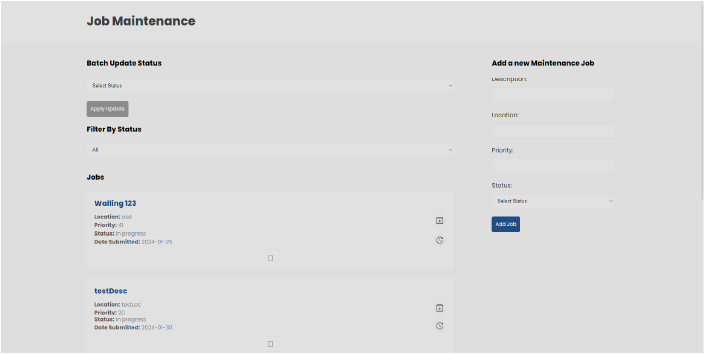 Job Maintenance
Batch Update Status
Select Status
Apply Update
Filter By Status
All
Jobs
Walling 123
Location:
Priority: 41
Status: in progress
Date Submitted: 2024-01-25
testDesc
Location: testLoc
Priority: 20
Status: in progress
Date Submitted: 2024-01-30
Add a new Maintenance Job
Description:
Location:
Priority:
Status:
Select Status
Add Job